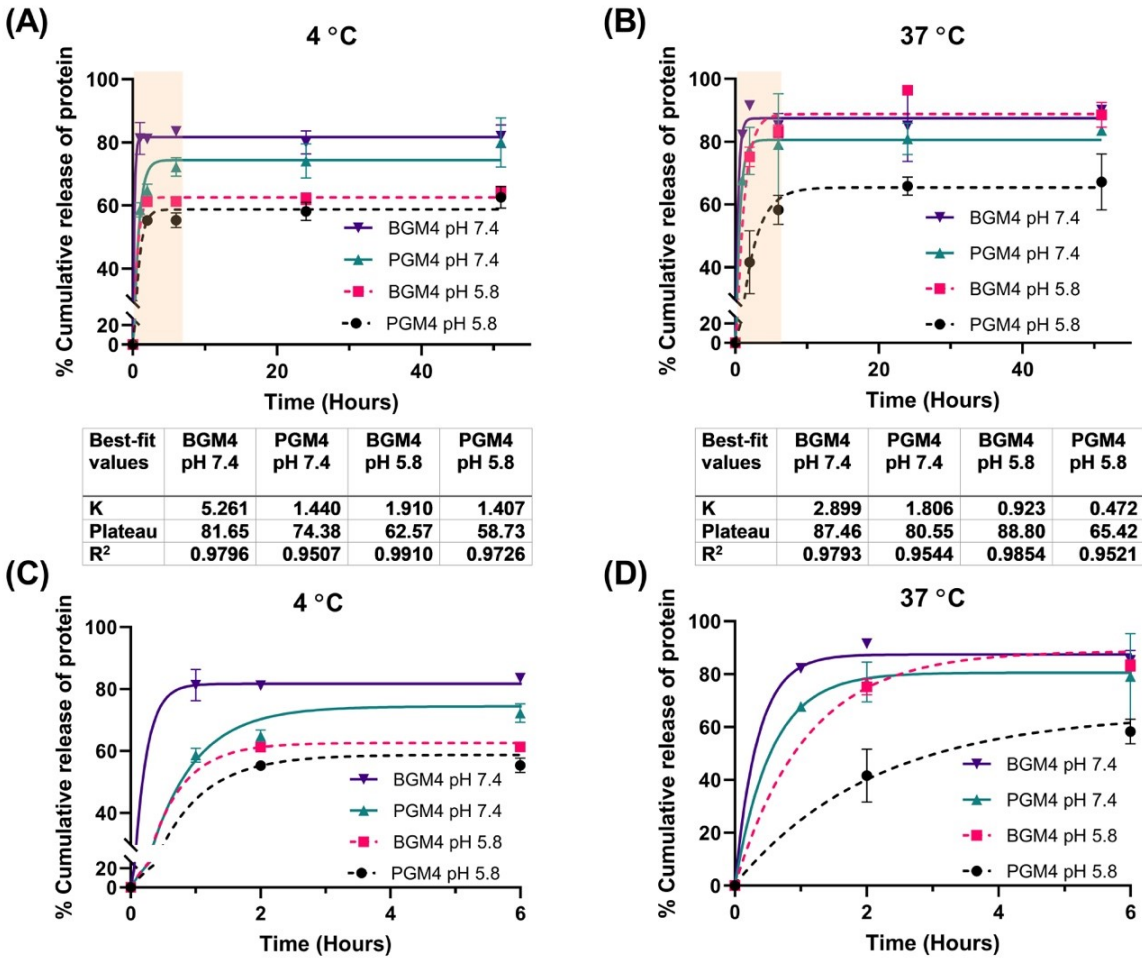 (A)
4 °C
% Cumulative release of protein
100
80
60
40
20
0
0
20
40
Time (Hours)
BGM4 pH 7.4
PGM4 pH 7.4
BGM4 pH 5.8
PGM4 pH 5.8
(B)
37 °C
% Cumulative release of protein
100
80
60
40
20
0
0
20
40
Time (Hours)
BGM4 pH 7.4
PGM4 pH 7.4
BGM4 pH 5.8
PGM4 pH 5.8
Best-fit values BGM4 pH 7.4 PGM4 pH 7.4 BGM4 pH 5.8 PGM4 pH 5.8
K 5.261 1.440 1.910 1.407
Plateau 81.65 74.38 62.57 58.73
R² 0.9796 0.9507 0.9910 0.9726
Best-fit values BGM4 pH 7.4 PGM4 pH 7.4 BGM4 pH 5.8 PGM4 pH 5.8
K 2.899 1.806 0.923 0.472
Plateau 87.46 80.55 88.80 65.42
R² 0.9793 0.9544 0.9854 0.9521
(C)
4 °C
% Cumulative release of protein
100
80
60
40
20
0
0
2
4
6
Time (Hours)
BGM4 pH 7.4
PGM4 pH 7.4
BGM4 pH 5.8
PGM4 pH 5.8
(D)
37 °C
% Cumulative release of protein
100
80
60
40
20
0
0
2
4
6
Time (Hours)
BGM4 pH 7.4
PGM4 pH 7.4
BGM4 pH 5.8
PGM4 pH 5.8